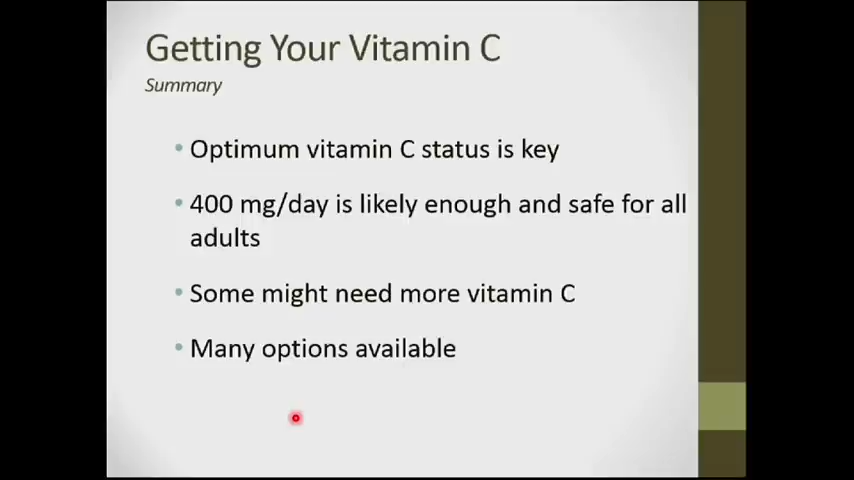 Getting Your Vitamin C
Summary
• Optimum vitamin C status is key
• 400 mg/day is likely enough and safe for all
adults
• Some might need more vitamin C
• Many options available